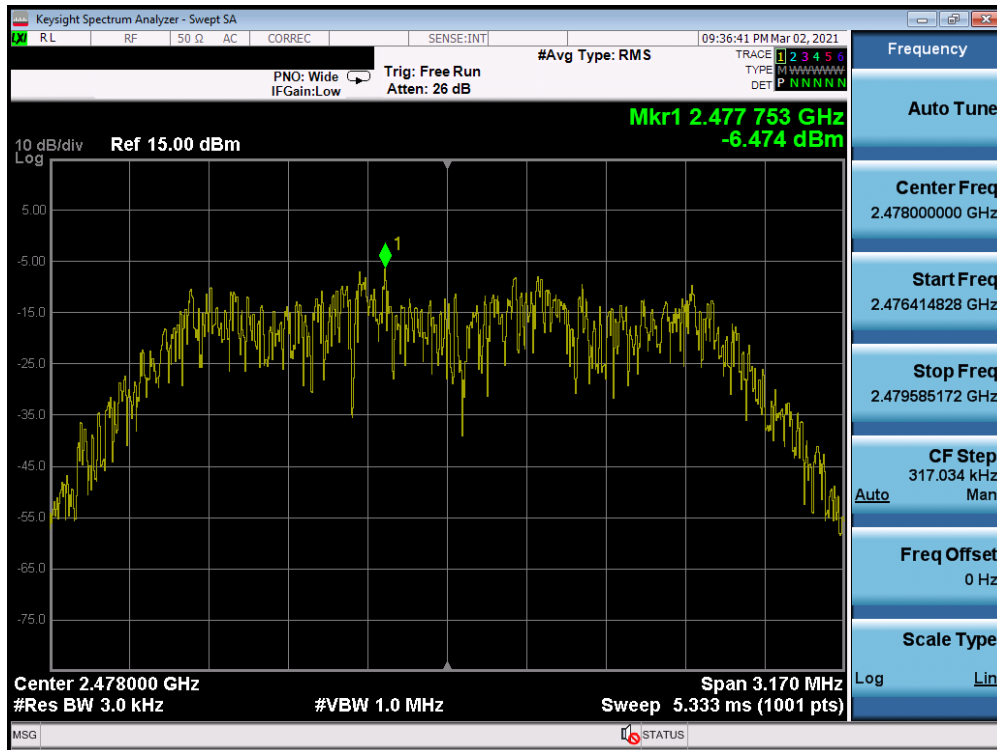 Keysight Spectrum Analyzer - Swept SA
LXI RL RF 50 Ω AC CORREC SENSE:INT 09:36:41 PM Mar 02, 2021
#Avg Type: RMS TRACE 1 2 3 4 5 6
PNO: Wide Trig: Free Run TYPE M W W W W W
IFGain:Low Atten: 26 dB DET P N N N N N
Mkr1 2.477 753 GHz
-6.474 dBm
10 dB/div Ref 15.00 dBm
Log
5.00
1
-5.00
-15.0
-25.0
-35.0
-45.0
-55.0
-65.0
-75.0
Center 2.478000 GHz Span 3.170 MHz
#Res BW 3.0 kHz #VBW 1.0 MHz Sweep 5.333 ms (1001 pts)
MSG STATUS
Frequency
Auto Tune
Center Freq
2.478000000 GHz
Start Freq
2.476414828 GHz
Stop Freq
2.479585172 GHz
CF Step
317.034 kHz
Auto Man
Freq Offset
0 Hz
Scale Type
Log Lin